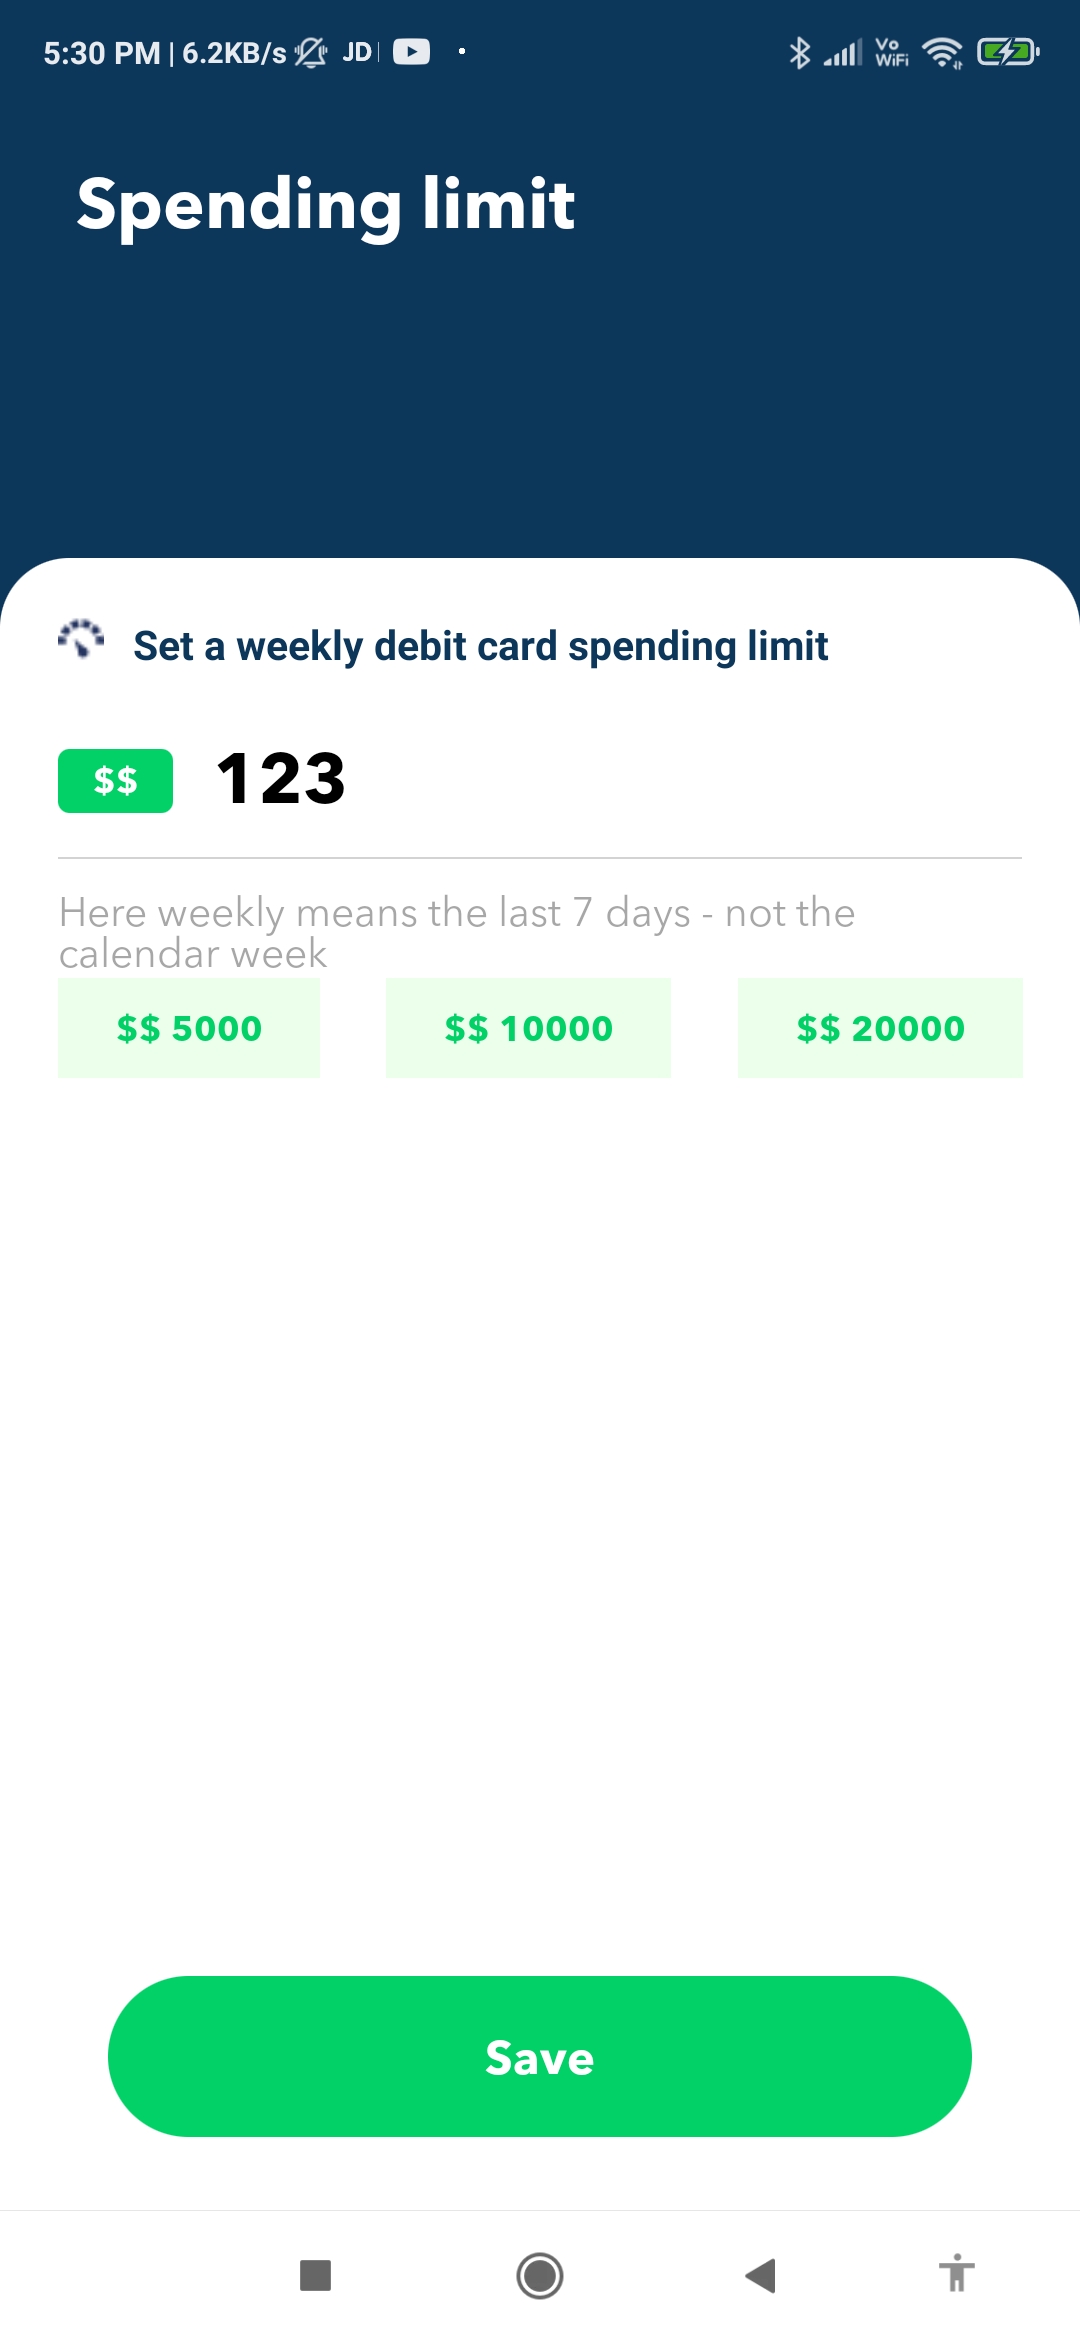 5:30 PM | 6.2KB/s JD Vo WiFi
Spending limit
Set a weekly debit card spending limit
$$ 123
Here weekly means the last 7 days - not the
calendar week
$$ 5000 $$ 10000 $$ 20000
Save